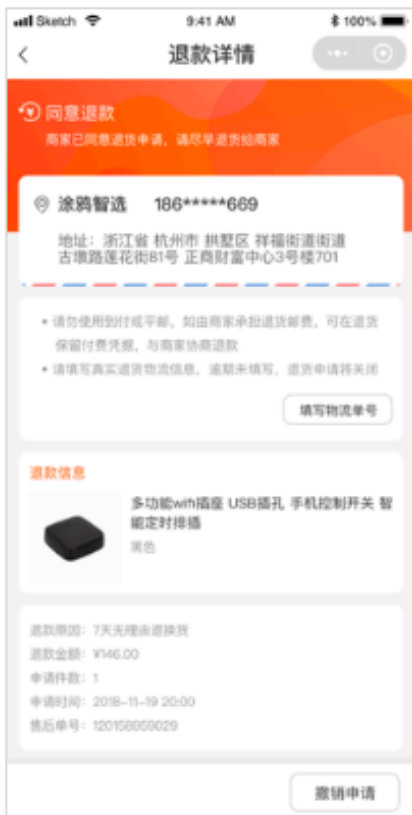 Sketch 9:41 AM 100%
退款详情
同意退款
商家已同意退货申请，请尽早退货给商家
涂鸦智选 186*****669
地址：浙江省 杭州市 拱墅区 祥福街道街道
古墩路莲花街81号 正商财富中心3号楼701
• 请勿使用到付或平邮，如由商家承担退货邮费，可在退货
保留付费凭据，与商家协商退款
• 请填写真实退货物流信息，逾期未填写，退货申请将关闭
填写物流单号
退款信息
多功能wifi插座 USB插孔 手机控制开关 智
能定时排插
黑色
退款原因：7天无理由退换货
退款金额：¥146.00
申请件数：1
申请时间：2018-11-19 20:00
售后单号：120158959029
撤销申请